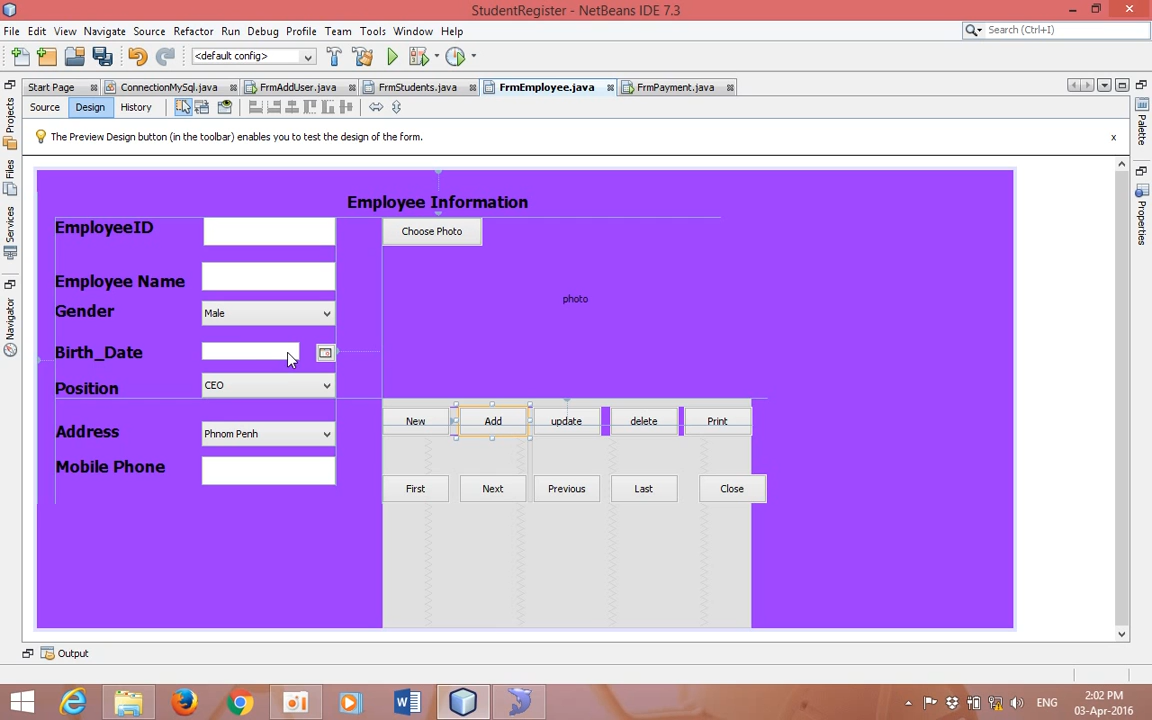 StudentRegister - NetBeans IDE 7.3
File Edit View Navigate Source Refactor Run Debug Profile Team Tools Window Help
Search (Ctrl+I)
<default config>
Start Page ConnectionMySql.java FrmAddUser.java FrmStudents.java FrmEmployee.java FrmPayment.java
Source Design History
The Preview Design button (in the toolbar) enables you to test the design of the form.
x
Projects
Files
Services
Navigator
Palette
Properties
Employee Information
EmployeeID
Choose Photo
Employee Name
photo
Gender
Male
Birth_Date
Position
CEO
New Add update delete Print
Address
Phnom Penh
Mobile Phone
First Next Previous Last Close
Output
ENG
2:02 PM
03-Apr-2016